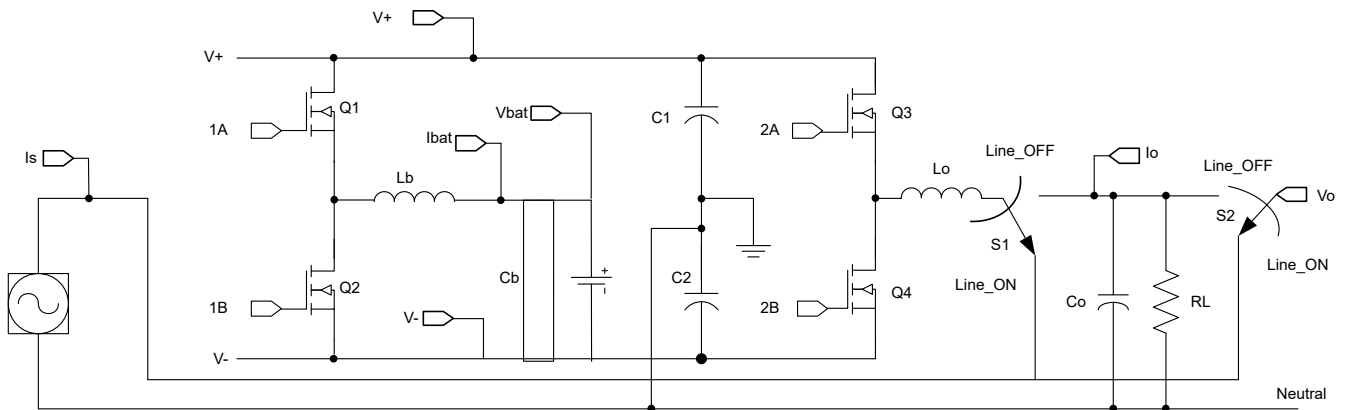 V+
V+
Q1
1A
Is
Vbat
Ibat
Lb
C1
2A
Q3
Line_OFF
Io
Line_OFF
Lo
Vo
S2
S1
Line_ON
Line_ON
Q2
1B
Cb
+
-
C2
2B
Q4
Co
RL
V-
V-
Neutral